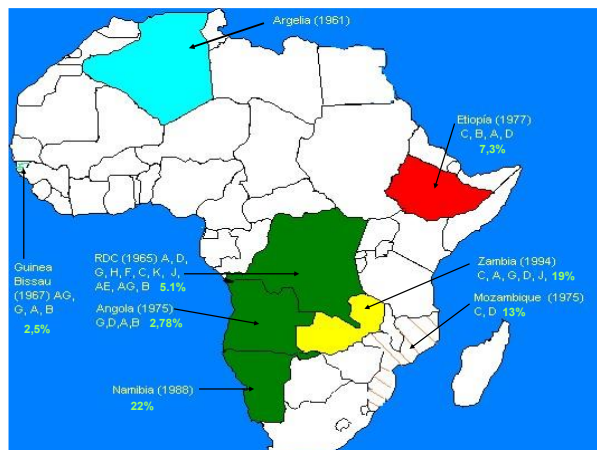 Argelia (1961)
Etiopía (1977)
C, B, A, D
7,3%
Guinea
Bissau
(1967) AG,
G, A, B
2,5%
RDC (1965) A, D,
G, H, F, C, K, J,
AE, AG, B 5.1%
Angola (1975)
G,D,A,B 2,78%
Namibia (1988)
22%
Zambia (1994)
C, A, G, D, J, 19%
Mozambique (1975)
C, D 13%